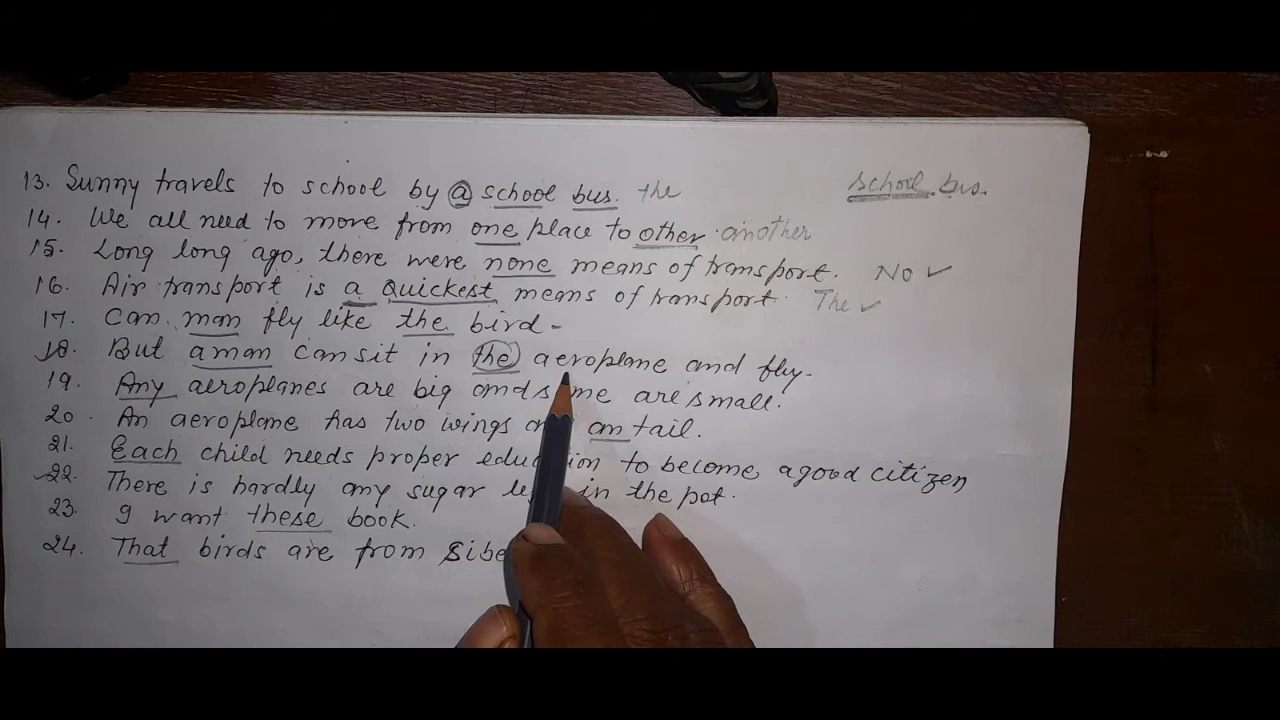 13. Sunny travels to school by a school bus. the school bus.
14. We all need to move from one place to other another
15. Long long ago, there were none means of transport. No ✓
16. Air transport is a quickest means of transport. The ✓
17. Can man fly like the bird-
18. But a man can sit in the aeroplane and fly.
19. Any aeroplanes are big and are small.
20. An aeroplane has two wings an tail.
21. Each child needs proper to become a good citizen
22. There is hardly any sugar in the pot.
23. I want these book.
24. That birds are from